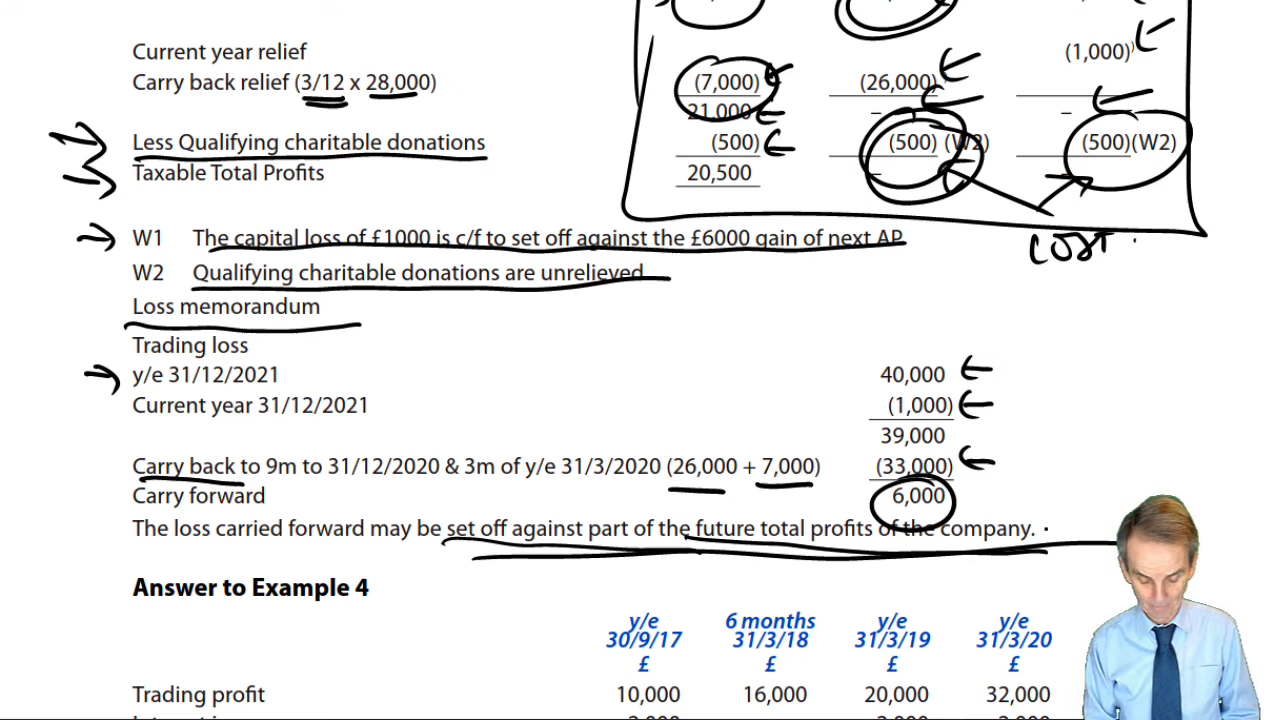 Current year relief (1,000)
Carry back relief (3/12 x 28,000) (7,000) (26,000)
21,000 - -
Less Qualifying charitable donations (500) (500) (W2) (500)(W2)
Taxable Total Profits 20,500 - -
W1 The capital loss of £1000 is c/f to set off against the £6000 gain of next AP
W2 Qualifying charitable donations are unrelieved
COST
Loss memorandum
Trading loss
y/e 31/12/2021 40,000
Current year 31/12/2021 (1,000)
39,000
Carry back to 9m to 31/12/2020 & 3m of y/e 31/3/2020 (26,000 + 7,000) (33,000)
Carry forward 6,000
The loss carried forward may be set off against part of the future total profits of the company.
Answer to Example 4
y/e 6 months y/e y/e
30/9/17 31/3/18 31/3/19 31/3/20
£ £ £ £
Trading profit 10,000 16,000 20,000 32,000